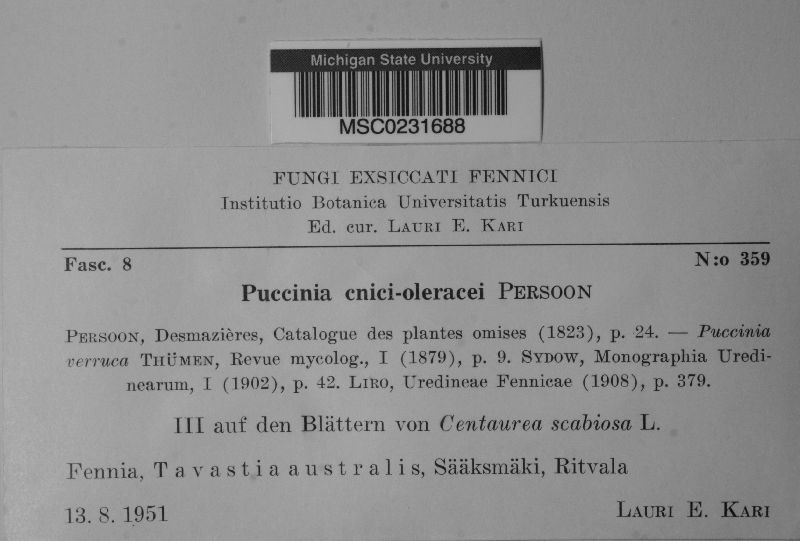 Michigan State University
MSC0231688
FUNGI EXSICCATI FENNICI
Institutio Botanica Universitatis Turkuensis
Ed. cur. LAURI E. KARI
Fasc. 8 N:o 359
Puccinia cnici-oleracei PERSOON
PERSOON, Desmazières, Catalogue des plantes omises (1823), p. 24. — Puccinia
verruca THÜMEN, Revue mycolog., I (1879), p. 9. SYDOW, Monographia Uredi-
nearum, I (1902), p. 42. LIRO, Uredineae Fennicae (1908), p. 379.
III auf den Blättern von Centaurea scabiosa L.
Fennia, Tavastia australis, Sääksmäki, Ritvala
13. 8. 1951 LAURI E. KARI